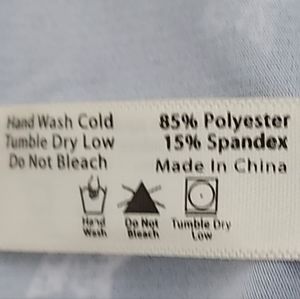 Hand Wash Cold
Tumble Dry Low
Do Not Bleach
85% Polyester
15% Spandex
Made In China
Hand
Wash
Do Not
Bleach
Tumble Dry
Low